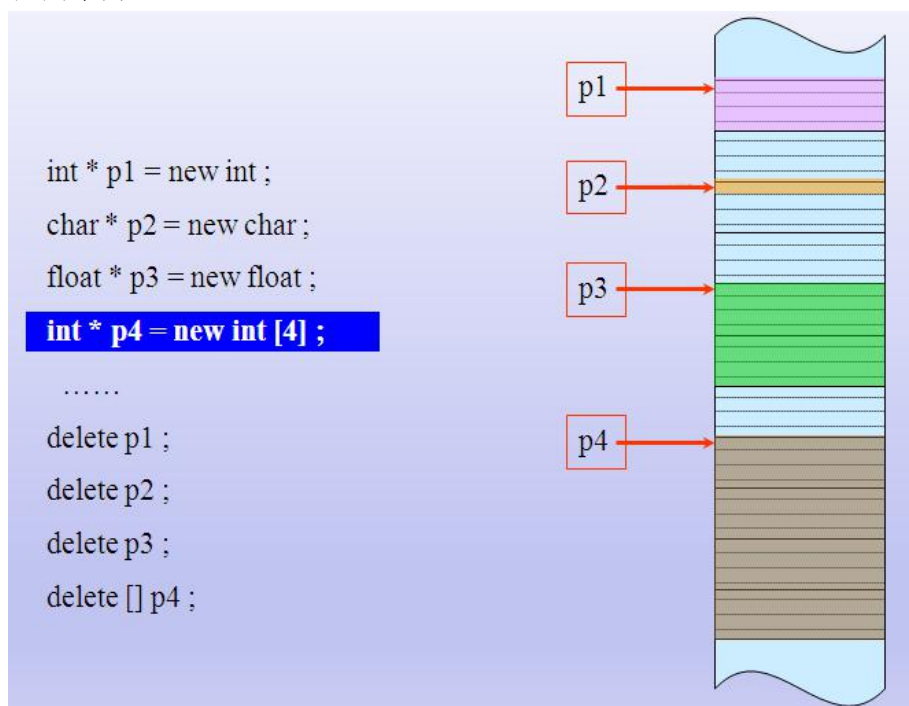 int * p1 = new int ;
char * p2 = new char ;
float * p3 = new float ;
int * p4 = new int [4] ;
……
delete p1 ;
delete p2 ;
delete p3 ;
delete [] p4 ;
p1
p2
p3
p4